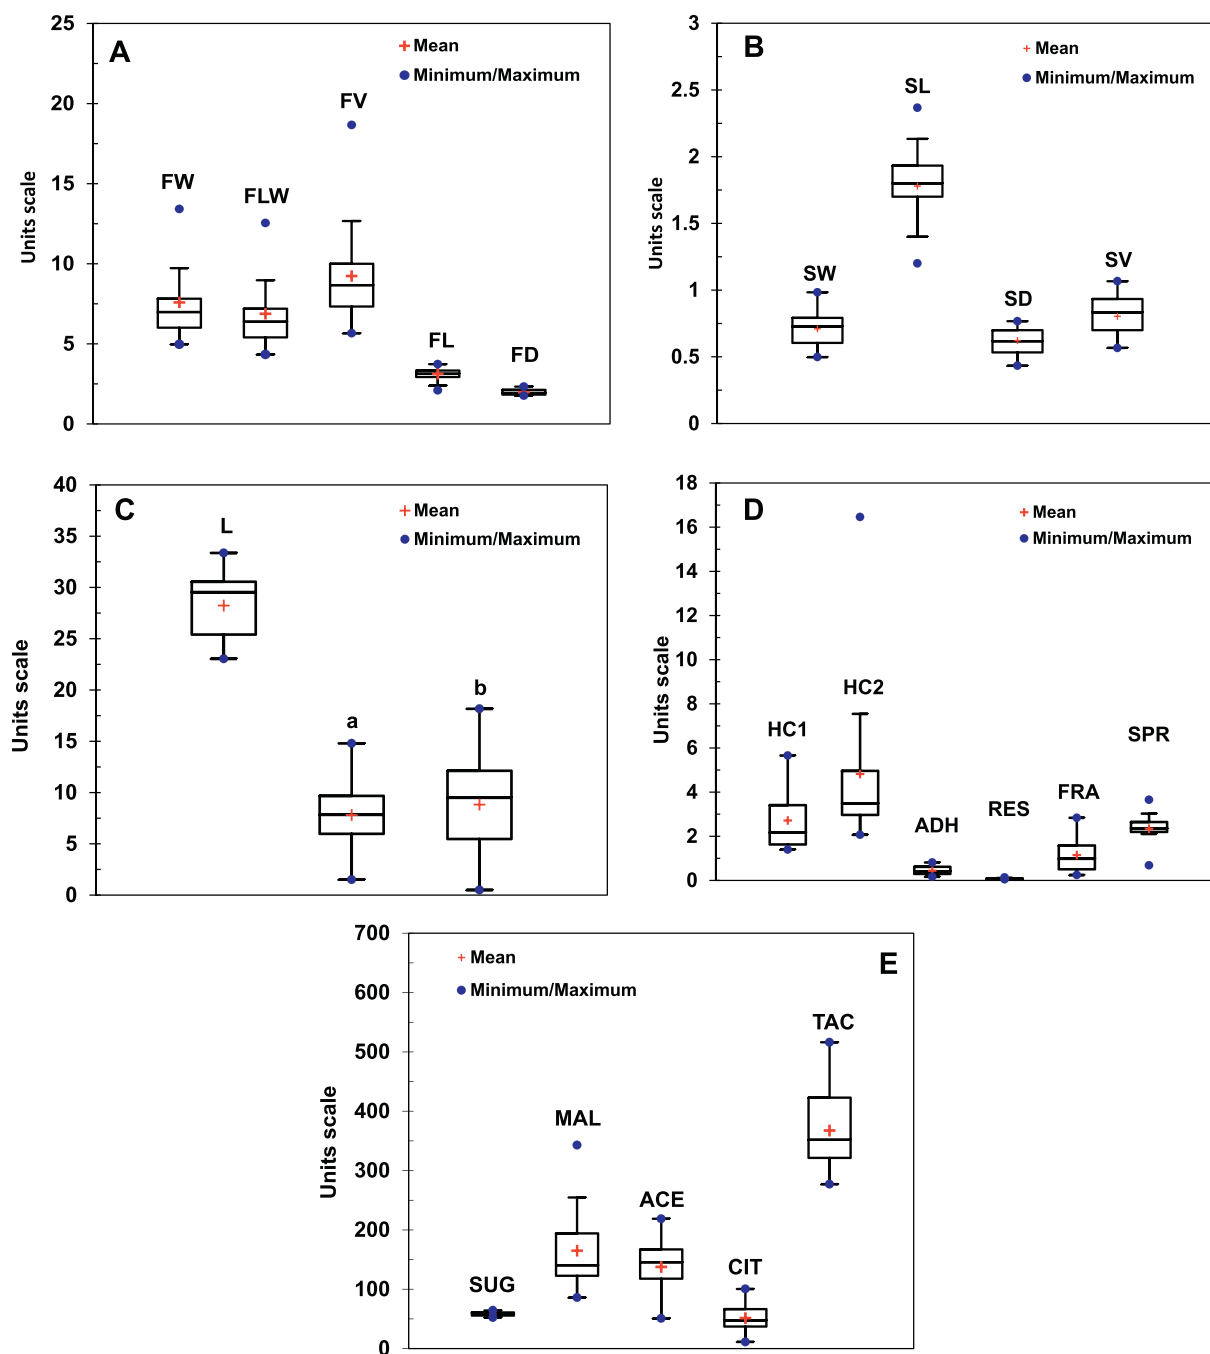 A
Mean
Minimum/Maximum
Units scale
25
20
15
10
5
0
FW
FLW
FV
FL
FD
B
Mean
Minimum/Maximum
Units scale
3
2.5
2
1.5
1
0.5
0
SW
SL
SD
SV
C
Mean
Minimum/Maximum
Units scale
40
35
30
25
20
15
10
5
0
L
a
b
D
Mean
Minimum/Maximum
Units scale
18
16
14
12
10
8
6
4
2
0
HC1
HC2
ADH
RES
FRA
SPR
E
Mean
Minimum/Maximum
Units scale
700
600
500
400
300
200
100
0
SUG
MAL
ACE
CIT
TAC